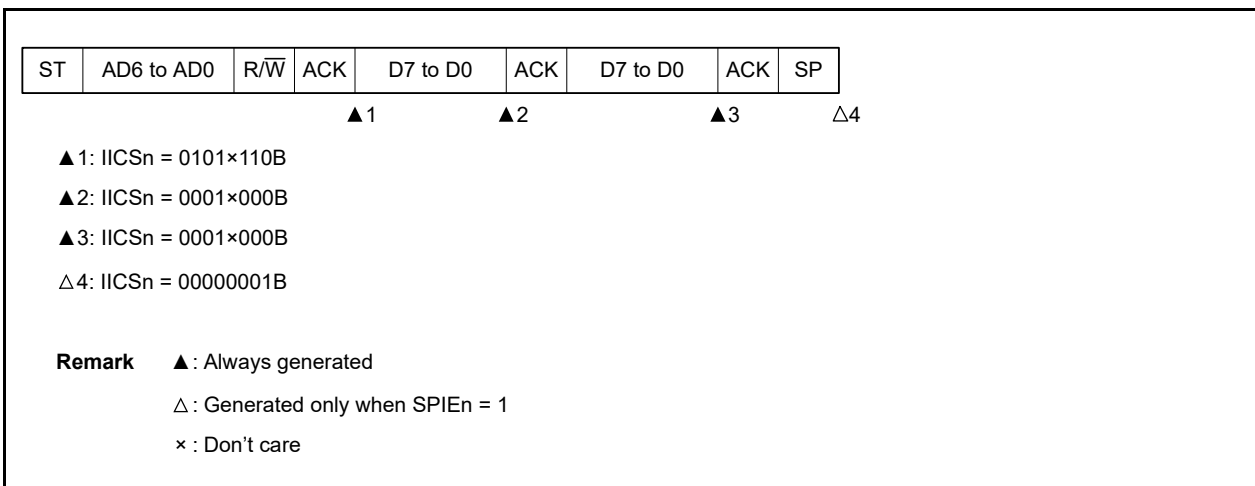 ST AD6 to AD0 R/W̅ ACK D7 to D0 ACK D7 to D0 ACK SP
▲1 ▲2 ▲3 △4
▲1: IICSn = 0101×110B
▲2: IICSn = 0001×000B
▲3: IICSn = 0001×000B
△4: IICSn = 00000001B
Remark ▲: Always generated
△: Generated only when SPIEn = 1
×: Don't care